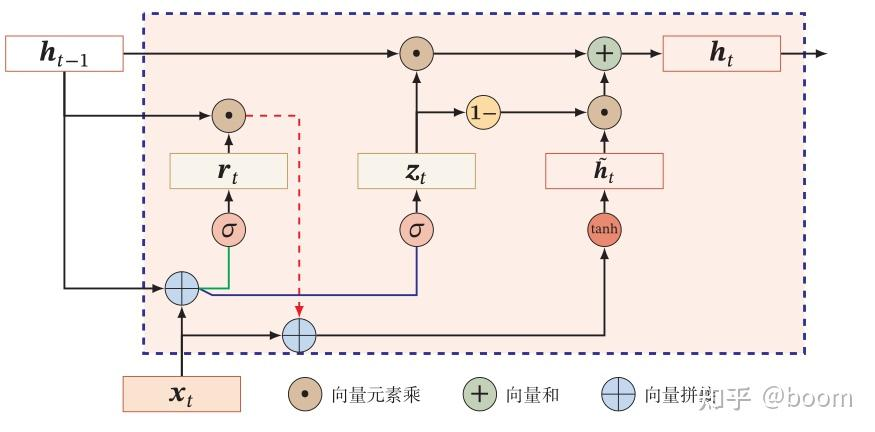 h_{t−1}
⊙
+
h_t
⊙
1−
⊙
r_t
z_t
h̃_t
σ
σ
tanh
x_t
向量元素乘
向量和
向量拼
知乎 @boom